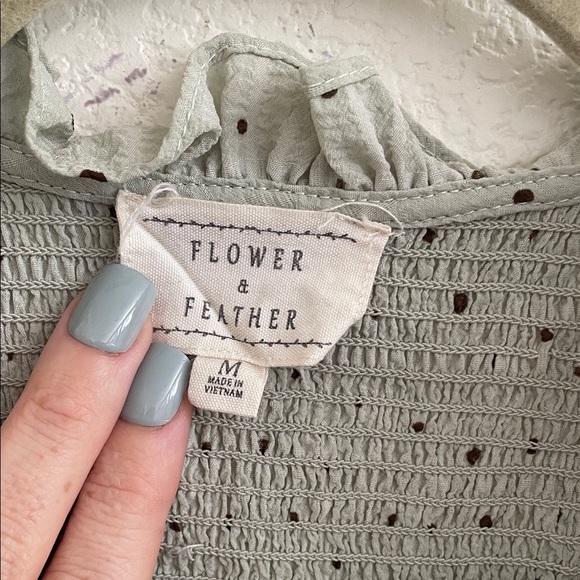 FLOWER
&
FEATHER
M
MADE IN
VIETNAM